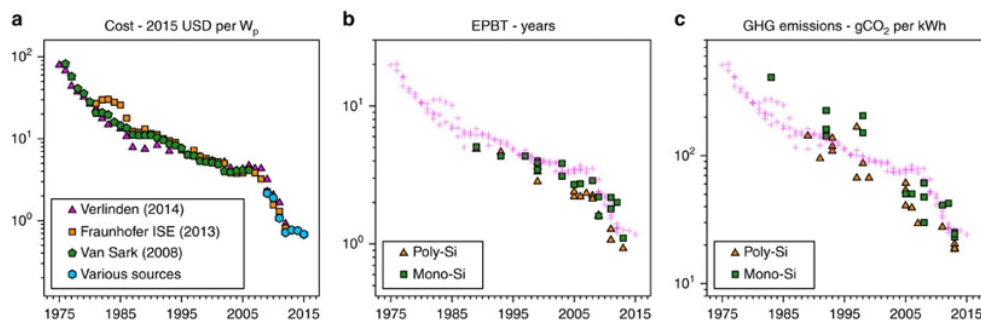 a
Cost - 2015 USD per Wp
10²
10¹
10⁰
Verlinden (2014)
Fraunhofer ISE (2013)
Van Sark (2008)
Various sources
1975 1985 1995 2005 2015
b
EPBT - years
10¹
10⁰
Poly-Si
Mono-Si
1975 1985 1995 2005 2015
c
GHG emissions - gCO₂ per kWh
10²
10¹
Poly-Si
Mono-Si
1975 1985 1995 2005 2015